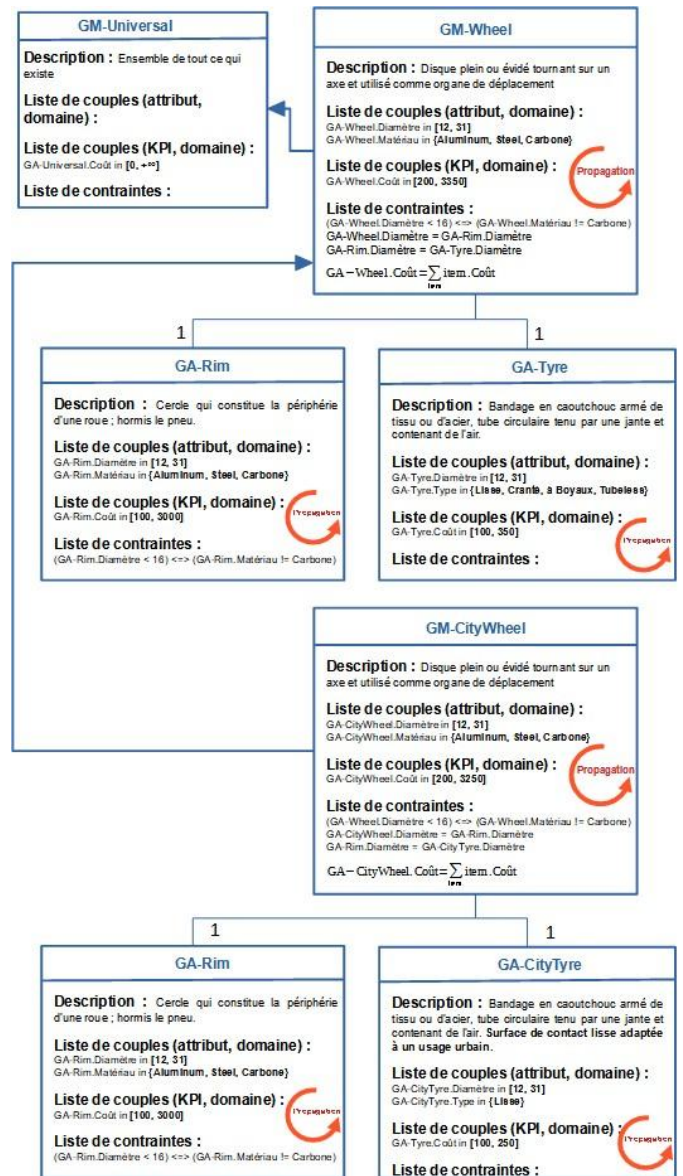 GM-Universal
Description : Ensemble de tout ce qui
existe
Liste de couples (attribut,
domaine) :
Liste de couples (KPI, domaine) :
GA-Universal.Coût in [0, +∞]
Liste de contraintes :
GM-Wheel
Description : Disque plein ou évidé tournant sur un
axe et utilisé comme organe de déplacement
Liste de couples (attribut, domaine) :
GA-Wheel.Diamètre in [12, 31]
GA-Wheel.Matériau in {Aluminum, Steel, Carbone}
Liste de couples (KPI, domaine) :
GA-Wheel.Coût in [200, 3350]
Propagation
Liste de contraintes :
(GA-Wheel.Diamètre < 16) <=> (GA-Wheel.Matériau != Carbone)
GA-Wheel.Diamètre = GA-Rim.Diamètre
GA-Rim.Diamètre = GA-Tyre.Diamètre
GA−Wheel.Coût=∑item.Coût
item
1
1
GA-Rim
Description : Cercle qui constitue la périphérie
d'une roue ; hormis le pneu.
Liste de couples (attribut, domaine) :
GA-Rim.Diamètre in [12, 31]
GA-Rim.Matériau in {Aluminum, Steel, Carbone}
Liste de couples (KPI, domaine) :
GA-Rim.Coût in [100, 3000]
Propagation
Liste de contraintes :
(GA-Rim.Diamètre < 16) <=> (GA-Rim.Matériau != Carbone)
GA-Tyre
Description : Bandage en caoutchouc armé de
tissu ou d'acier, tube circulaire tenu par une jante et
contenant de l'air.
Liste de couples (attribut, domaine) :
GA-Tyre.Diamètre in [12, 31]
GA-Tyre.Type in {Lisse, Cranté, à Boyaux, Tubeless}
Liste de couples (KPI, domaine) :
GA-Tyre.Coût in [100, 350]
Propagation
Liste de contraintes :
GM-CityWheel
Description : Disque plein ou évidé tournant sur un
axe et utilisé comme organe de déplacement
Liste de couples (attribut, domaine) :
GA-CityWheel.Diamètre in [12, 31]
GA-CityWheel.Matériau in {Aluminum, Steel, Carbone}
Liste de couples (KPI, domaine) :
GA-CityWheel.Coût in [200, 3250]
Propagation
Liste de contraintes :
(GA-Wheel.Diamètre < 16) <=> (GA-Wheel.Matériau != Carbone)
GA-CityWheel.Diamètre = GA-Rim.Diamètre
GA-Rim.Diamètre = GA-CityTyre.Diamètre
GA−CityWheel.Coût=∑item.Coût
item
1
1
GA-Rim
Description : Cercle qui constitue la périphérie
d'une roue ; hormis le pneu.
Liste de couples (attribut, domaine) :
GA-Rim.Diamètre in [12, 31]
GA-Rim.Matériau in {Aluminum, Steel, Carbone}
Liste de couples (KPI, domaine) :
GA-Rim.Coût in [100, 3000]
Propagation
Liste de contraintes :
(GA-Rim.Diamètre < 16) <=> (GA-Rim.Matériau != Carbone)
GA-CityTyre
Description : Bandage en caoutchouc armé de
tissu ou d'acier, tube circulaire tenu par une jante et
contenant de l'air. Surface de contact lisse adaptée
à un usage urbain.
Liste de couples (attribut, domaine) :
GA-CityTyre.Diamètre in [12, 31]
GA-CityTyre.Type in {Lisse}
Liste de couples (KPI, domaine) :
GA-Tyre.Coût in [100, 250]
Propagation
Liste de contraintes :